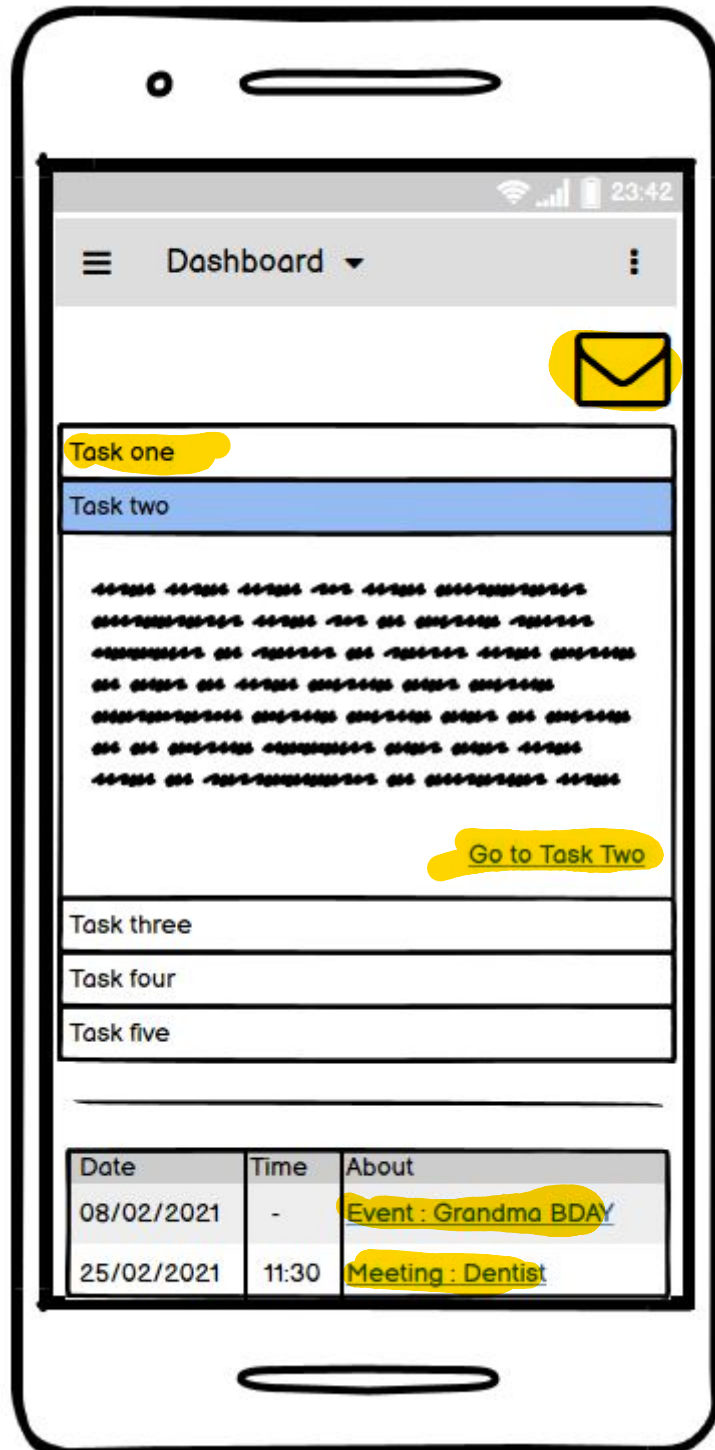 23:42
Dashboard
Task one
Task two
Go to Task Two
Task three
Task four
Task five
Date Time About
08/02/2021 - Event : Grandma BDAY
25/02/2021 11:30 Meeting : Dentist